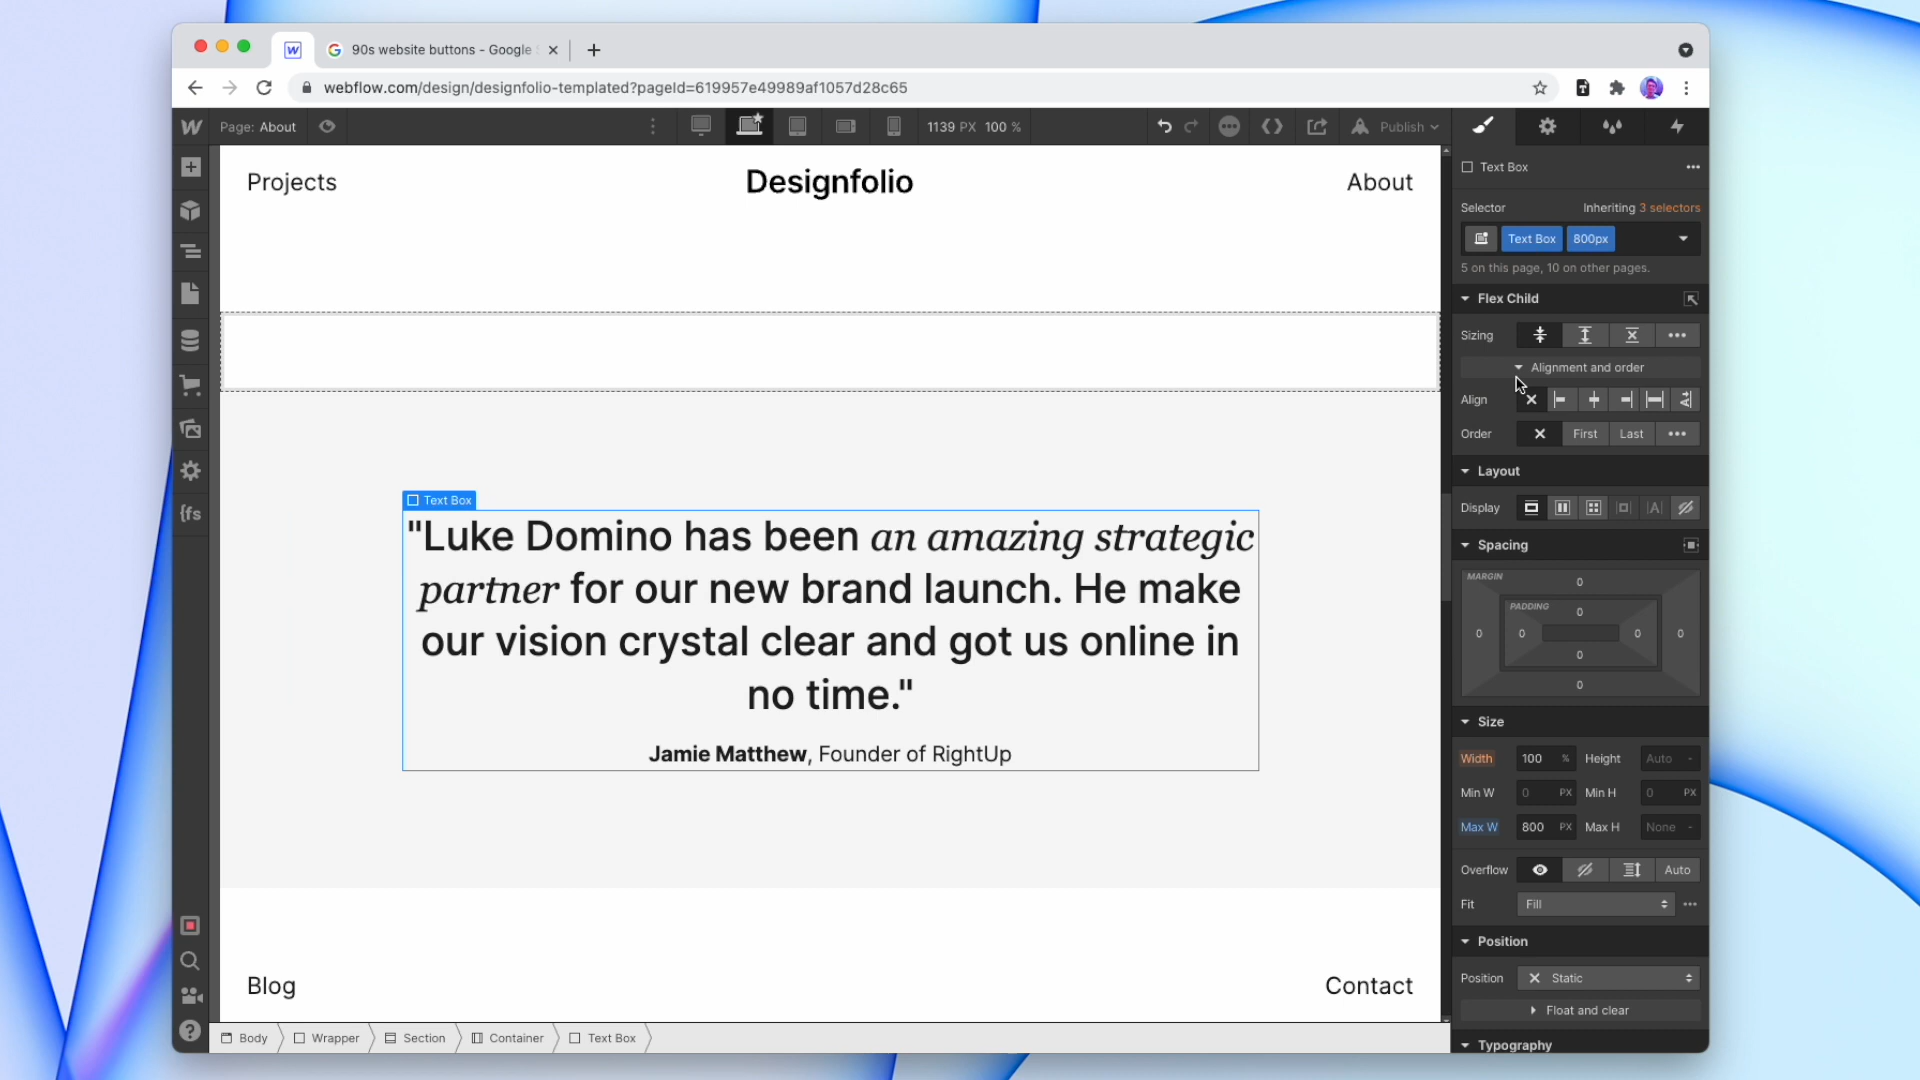 90s website buttons - Google
webflow.com/design/designfolio-templated?pageId=619957e49989af1057d28c65
Page: About
1139 PX 100 %
Publish
Projects
Designfolio
About
Text Box
"Luke Domino has been an amazing strategic
partner for our new brand launch. He make
our vision crystal clear and got us online in
no time."
Jamie Matthew, Founder of RightUp
Blog
Contact
Body
Wrapper
Section
Container
Text Box
Text Box
Selector
Inheriting 3 selectors
Text Box
800px
5 on this page, 10 on other pages.
Flex Child
Sizing
Alignment and order
Align
Order
First
Last
Layout
Display
Spacing
MARGIN
0
PADDING
0
0
0
0
0
0
0
Size
Width
100 %
Height
Auto -
Min W
0 PX
Min H
0 PX
Max W
800 PX
Max H
None -
Overflow
Auto
Fit
Fill
Position
Position
Static
Float and clear
Typography